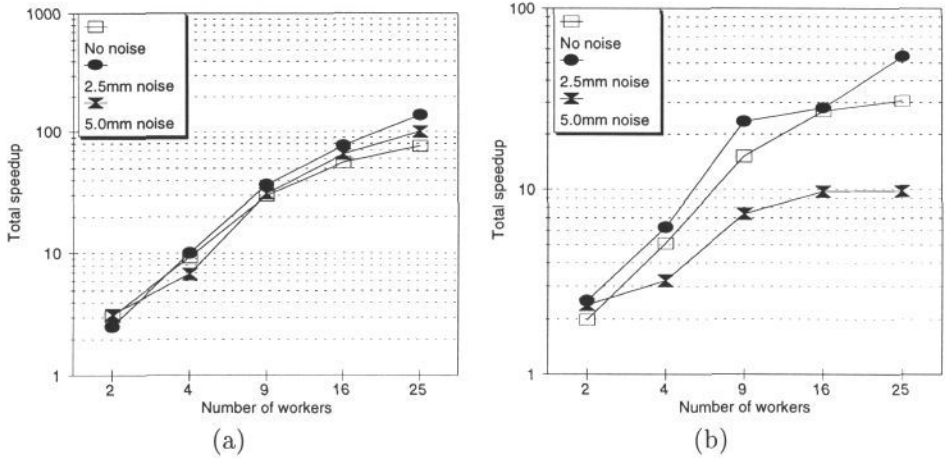 1000
100
10
1
Total speedup
No noise
2.5mm noise
5.0mm noise
2 4 9 16 25
Number of workers
(a)
100
10
1
Total speedup
No noise
2.5mm noise
5.0mm noise
2 4 9 16 25
Number of workers
(b)